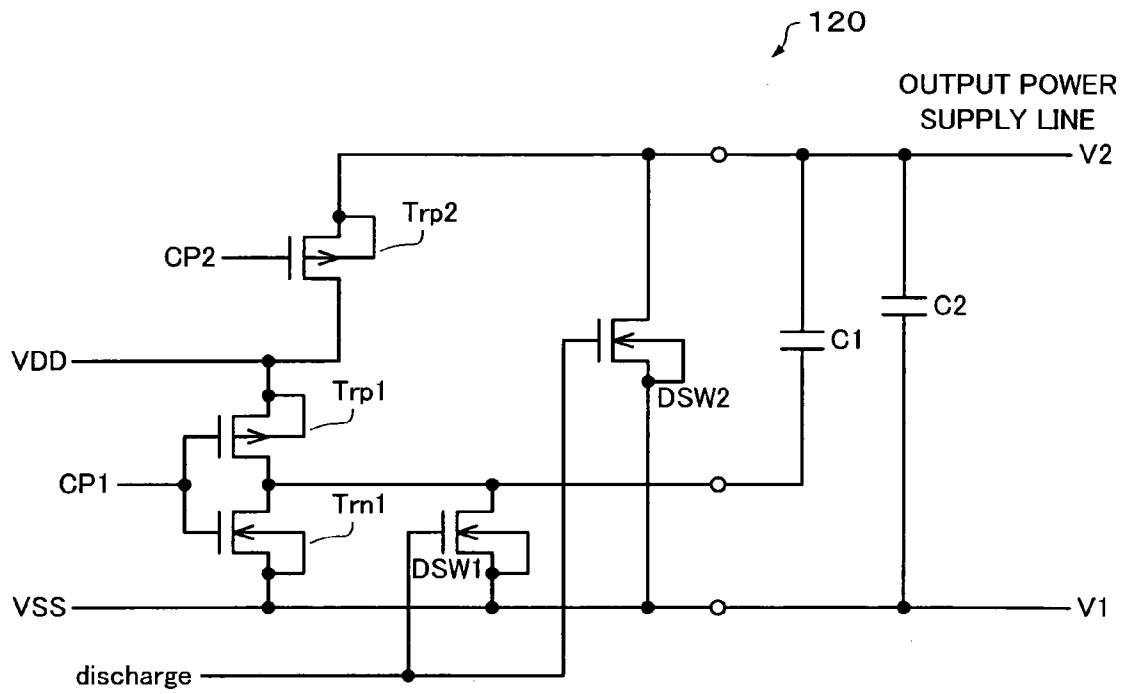 120
OUTPUT POWER
SUPPLY LINE
V2
Trp2
CP2
C2
C1
VDD
DSW2
Trp1
CP1
Trn1
DSW1
VSS
V1
discharge